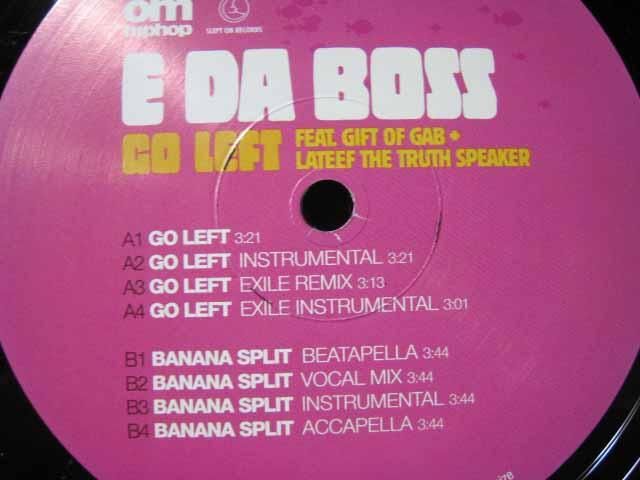 om
hiphop
SLEPT ON RECORDS
E DA BOSS
GO LEFT FEAT. GIFT OF GAB +
LATEEF THE TRUTH SPEAKER
A1 GO LEFT 3:21
A2 GO LEFT INSTRUMENTAL 3:21
A3 GO LEFT EXILE REMIX 3:13
A4 GO LEFT EXILE INSTRUMENTAL 3:01
B1 BANANA SPLIT BEATAPELLA 3:44
B2 BANANA SPLIT VOCAL MIX 3:44
B3 BANANA SPLIT INSTRUMENTAL 3:44
B4 BANANA SPLIT ACCAPELLA 3:44